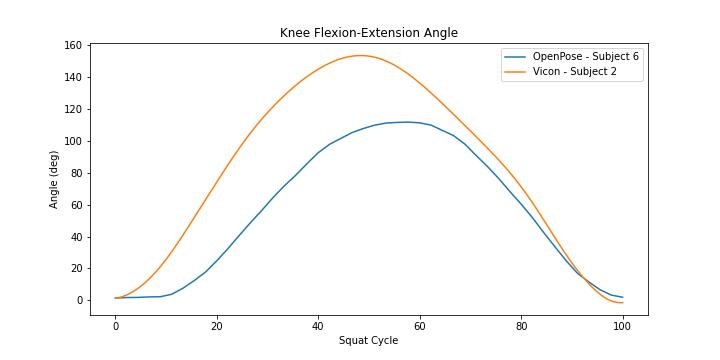 Knee Flexion-Extension Angle
OpenPose - Subject 6
Vicon - Subject 2
Angle (deg)
160
140
120
100
80
60
40
20
0
0 20 40 60 80 100
Squat Cycle